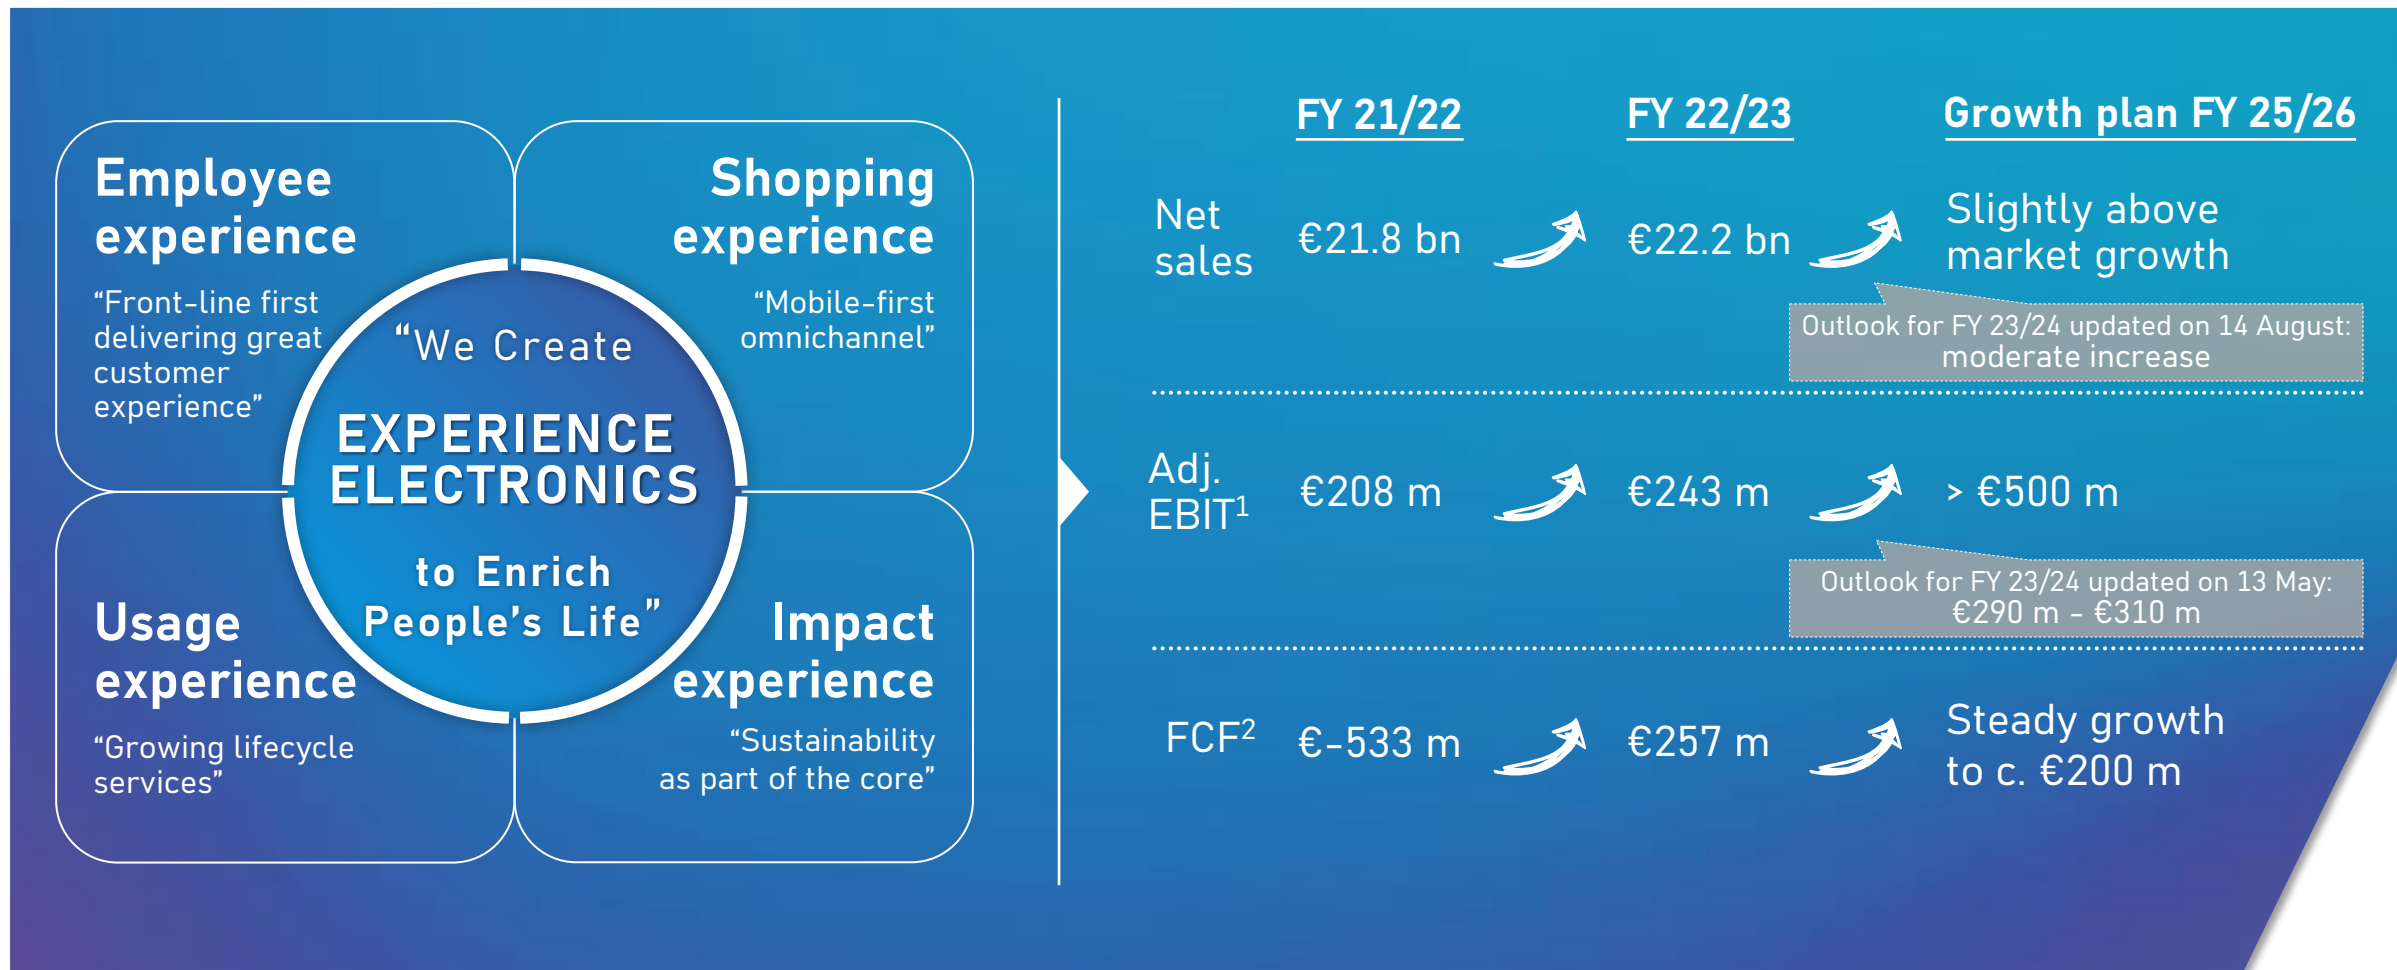 Employee
experience
“Front-line first
delivering great
customer
experience”
Shopping
experience
“Mobile-first
omnichannel”
“We Create
EXPERIENCE
ELECTRONICS
to Enrich
People’s Life”
Usage
experience
“Growing lifecycle
services”
Impact
experience
“Sustainability
as part of the core”
FY 21/22 FY 22/23 Growth plan FY 25/26
Net
sales
€21.8 bn €22.2 bn
Slightly above
market growth
Outlook for FY 23/24 updated on 14 August:
moderate increase
Adj.
EBIT¹
€208 m €243 m > €500 m
Outlook for FY 23/24 updated on 13 May:
€290 m - €310 m
FCF² €-533 m €257 m
Steady growth
to c. €200 m